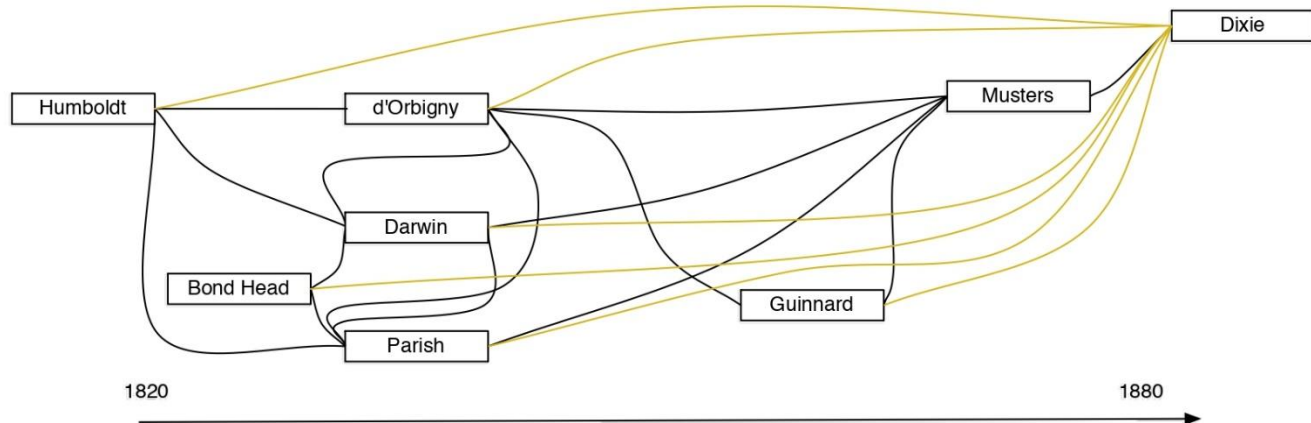 Dixie
Humboldt
d'Orbigny
Musters
Darwin
Bond Head
Guinnard
Parish
1820
1880